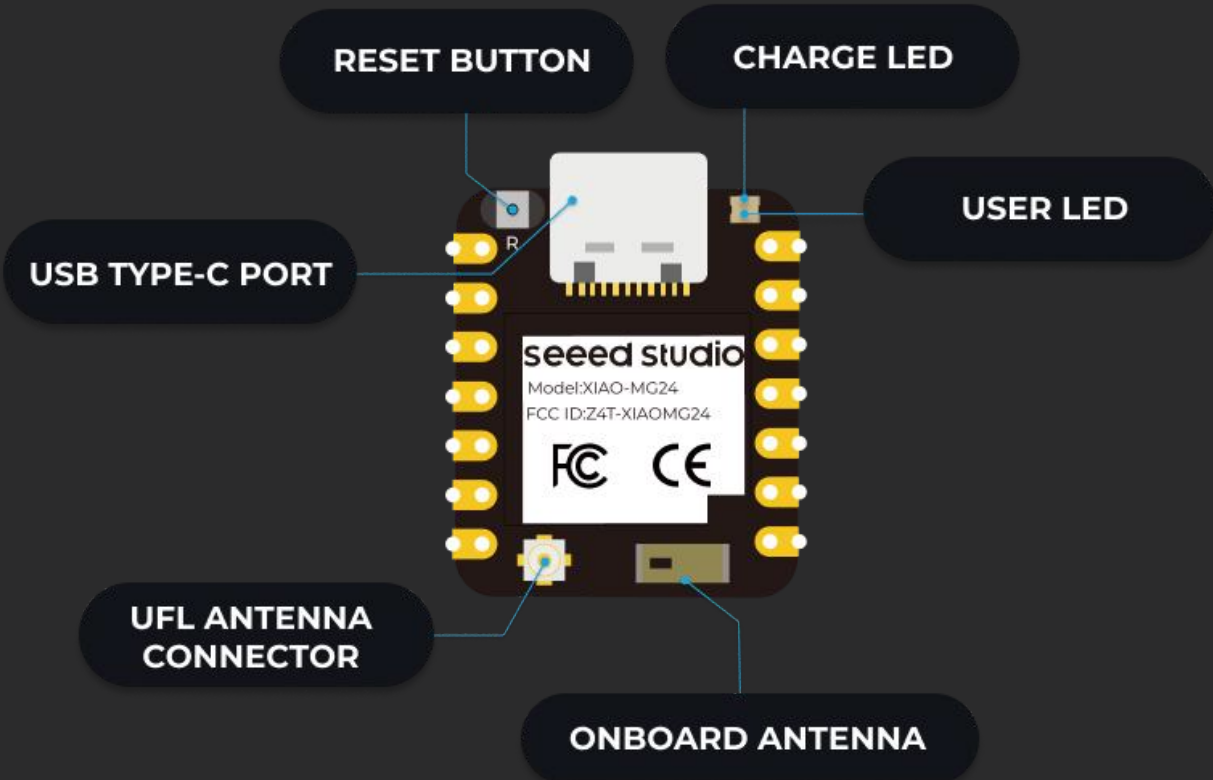 RESET BUTTON
CHARGE LED
USER LED
R
USB TYPE-C PORT
seeed studio
Model:XIAO-MG24
FCC ID:Z4T-XIAOMG24
FC CE
UFL ANTENNA
CONNECTOR
ONBOARD ANTENNA